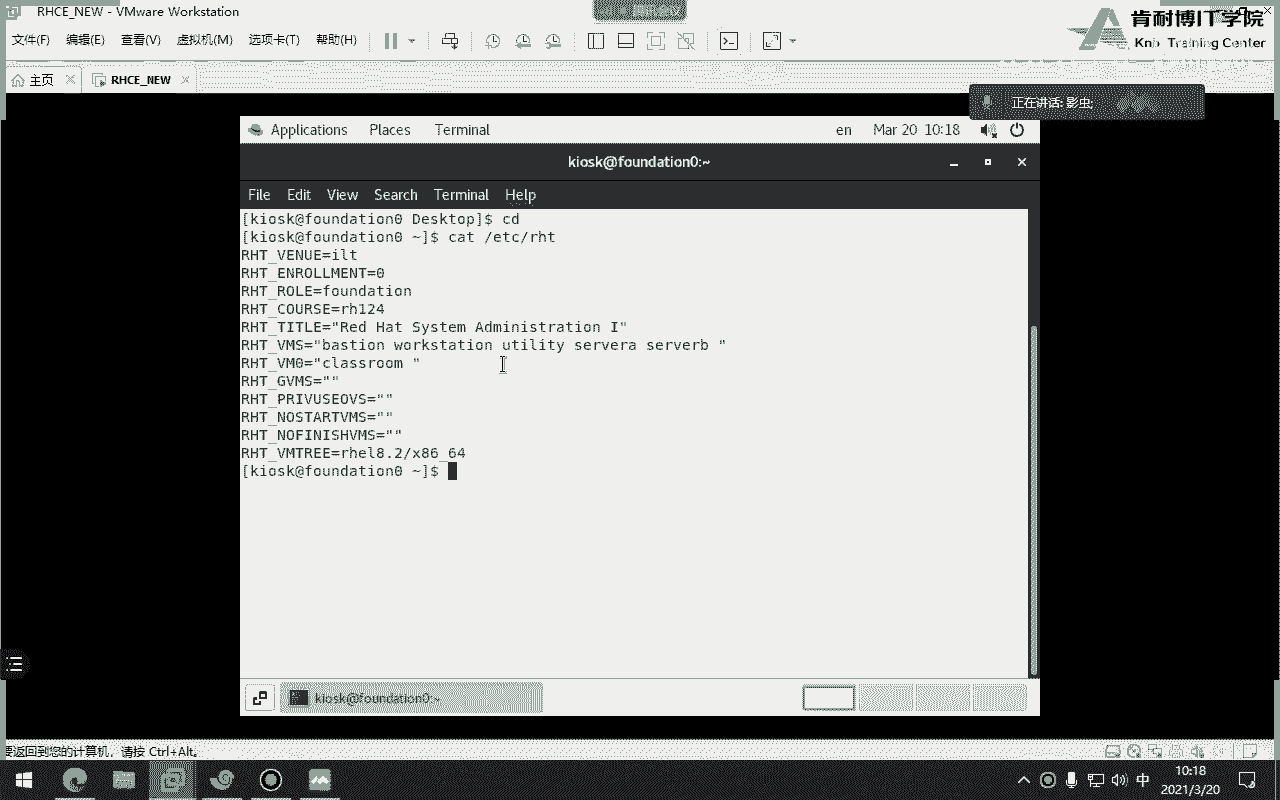 RHCE_NEW - VMware Workstation
文件(F) 编辑(E) 查看(V) 虚拟机(M) 选项卡(T) 帮助(H)
肯耐博IT学院
Knb Training Center
主页 RHCE_NEW
正在讲话: 影虫;
Applications Places Terminal en Mar 20 10:18
kiosk@foundation0:~
File Edit View Search Terminal Help
[kiosk@foundation0 Desktop]$ cd
[kiosk@foundation0 ~]$ cat /etc/rht
RHT_VENUE=ilt
RHT_ENROLLMENT=0
RHT_ROLE=foundation
RHT_COURSE=rh124
RHT_TITLE="Red Hat System Administration I"
RHT_VMS="bastion workstation utility servera serverb "
RHT_VM0="classroom "
RHT_GVMS=""
RHT_PRIVUSEOVS=""
RHT_NOSTARTVMS=""
RHT_NOFINISHVMS=""
RHT_VMTREE=rhel8.2/x86_64
[kiosk@foundation0 ~]$
kiosk@foundation0:~
要返回到您的计算机，请按 Ctrl+Alt。
中 10:18
2021/3/20